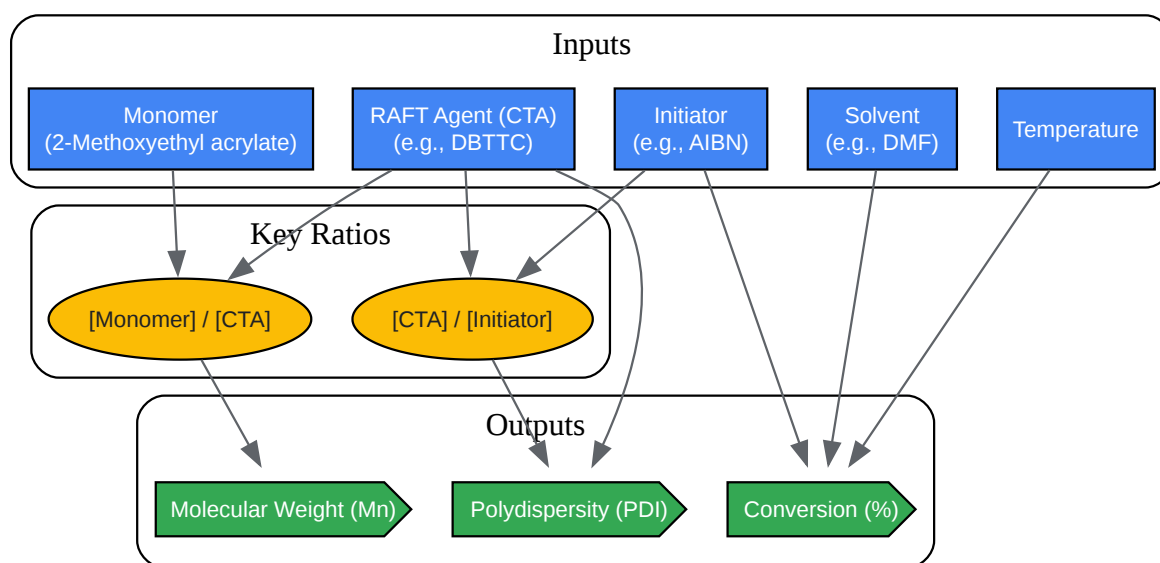 Inputs
Monomer
(2-Methoxyethyl acrylate)
RAFT Agent (CTA)
(e.g., DBTTC)
Initiator
(e.g., AIBN)
Solvent
(e.g., DMF)
Temperature
Key Ratios
[Monomer] / [CTA]
[CTA] / [Initiator]
Outputs
Molecular Weight (Mn)
Polydispersity (PDI)
Conversion (%)